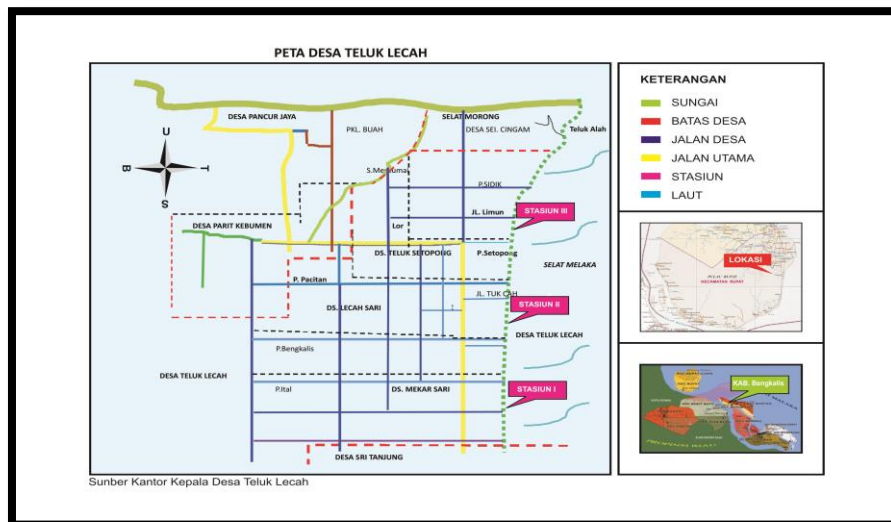 PETA DESA TELUK LECAH
DESA PANCUR JAYA
PKL. BUAH
SELAT MORONG
DESA SEI. CINGAM
Teluk Alah
U
B
T
S
P.SIDIK
JL. Limun
STASIUN III
DESA PARIT KEBUMEN
Lor
DS. TELUK SETOPONG
P.Setopong
SELAT MELAKA
P. Pacitan
JL. TUK CAH
DS. LECAH SARI
STASIUN II
DESA TELUK LECAH
P.Bengkalis
DESA TELUK LECAH
P.Ital
DS. MEKAR SARI
STASIUN I
DESA SRI TANJUNG
Sunber Kantor Kepala Desa Teluk Lecah
KETERANGAN
SUNGAI
BATAS DESA
JALAN DESA
JALAN UTAMA
STASIUN
LAUT
LOKASI
KECAMATAN RUPAT
KAB. Bengkalis